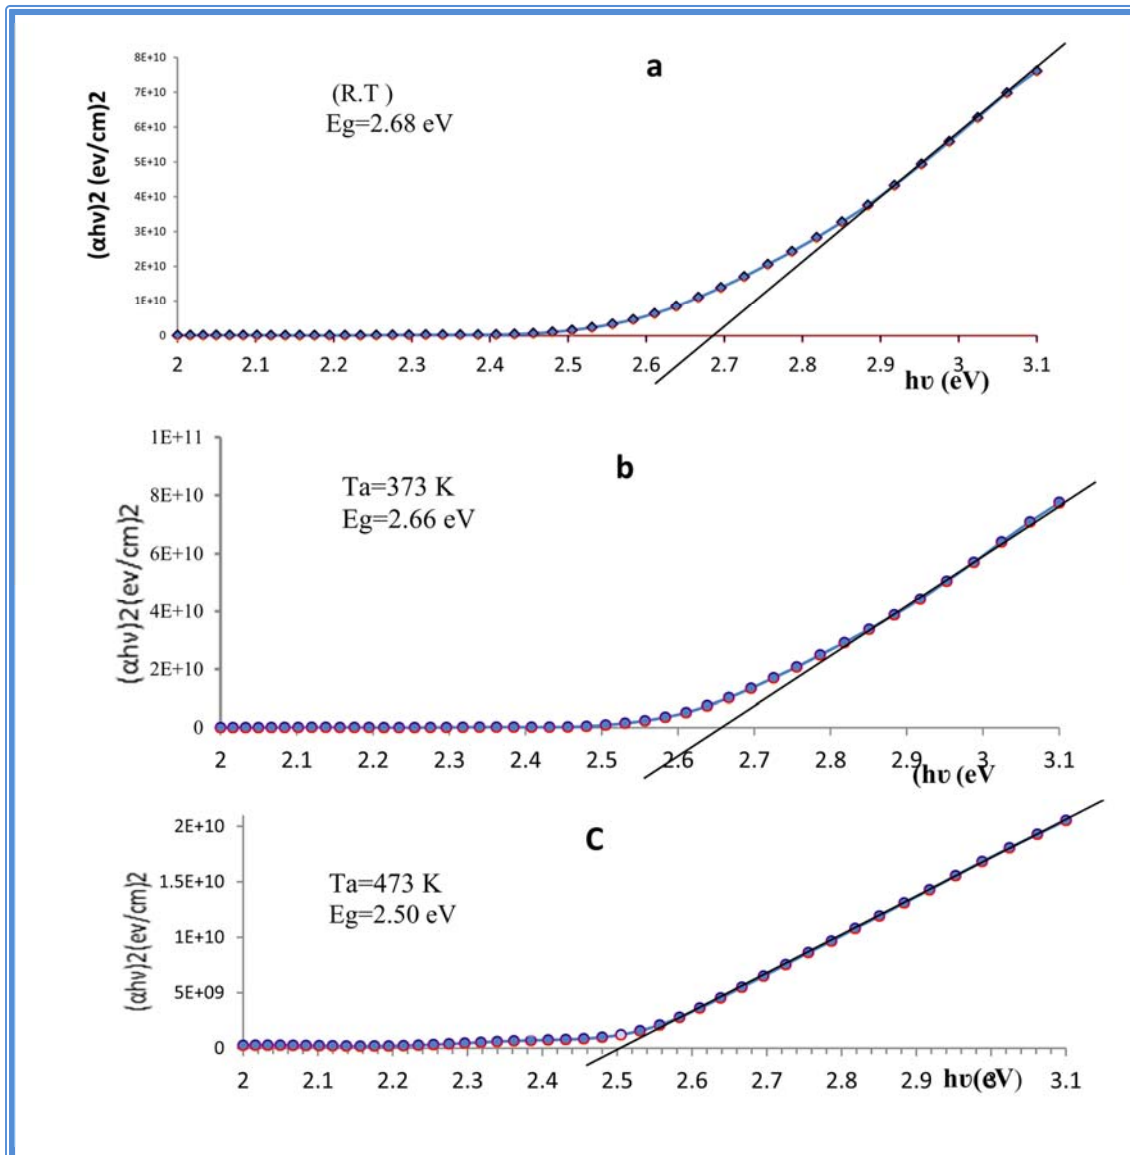 a
(R.T )
Eg=2.68 eV
(αhν)2 (ev/cm)2
8E+10
7E+10
6E+10
5E+10
4E+10
3E+10
2E+10
1E+10
0
2 2.1 2.2 2.3 2.4 2.5 2.6 2.7 2.8 2.9 3 3.1
hυ (eV)
b
Ta=373 K
Eg=2.66 eV
(αhν)2 (ev/cm)2
1E+11
8E+10
6E+10
4E+10
2E+10
0
2 2.1 2.2 2.3 2.4 2.5 2.6 2.7 2.8 2.9 3 3.1
(hυ (eV
C
Ta=473 K
Eg=2.50 eV
(αhν)2(ev/cm)2
2E+10
1.5E+10
1E+10
5E+09
0
2 2.1 2.2 2.3 2.4 2.5 2.6 2.7 2.8 2.9 3 3.1
hυ(eV)